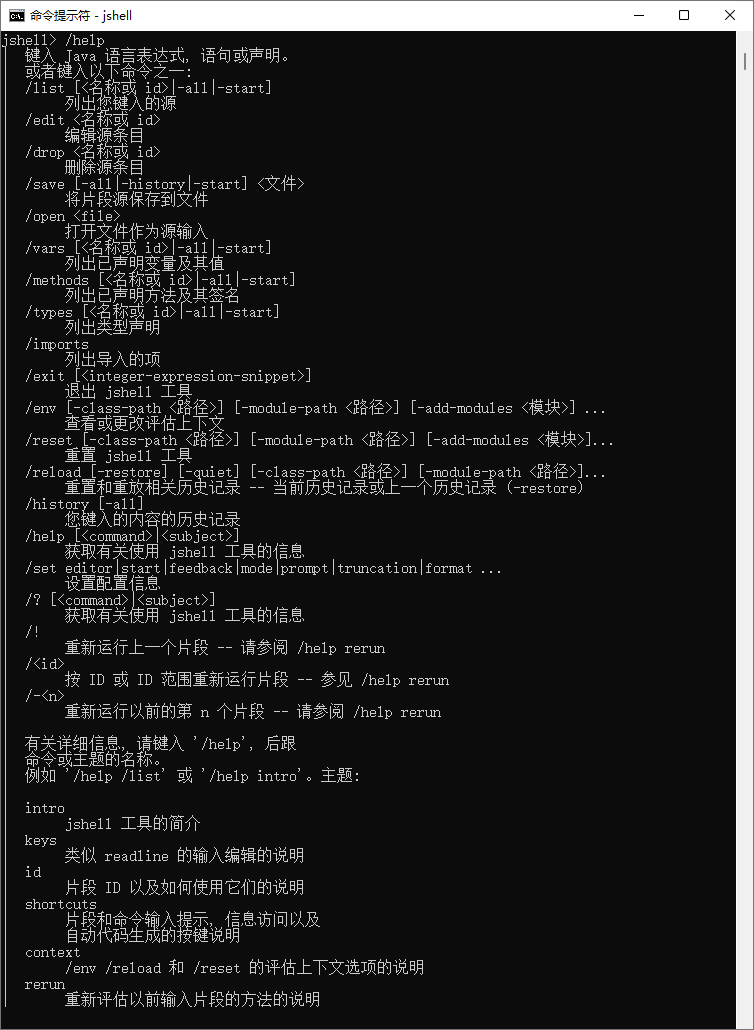 命令提示符 - jshell
jshell> /help
键入 Java 语言表达式, 语句或声明。
或者键入以下命令之一:
/list [<名称或 id>|-all|-start]
列出您键入的源
/edit <名称或 id>
编辑源条目
/drop <名称或 id>
删除源条目
/save [-all|-history|-start] <文件>
将片段源保存到文件
/open <file>
打开文件作为源输入
/vars [<名称或 id>|-all|-start]
列出已声明变量及其值
/methods [<名称或 id>|-all|-start]
列出已声明方法及其签名
/types [<名称或 id>|-all|-start]
列出类型声明
/imports
列出导入的项
/exit [<integer-expression-snippet>]
退出 jshell 工具
/env [-class-path <路径>] [-module-path <路径>] [-add-modules <模块>] ...
查看或更改评估上下文
/reset [-class-path <路径>] [-module-path <路径>] [-add-modules <模块>]...
重置 jshell 工具
/reload [-restore] [-quiet] [-class-path <路径>] [-module-path <路径>]...
重置和重放相关历史记录 -- 当前历史记录或上一个历史记录 (-restore)
/history [-all]
您键入的内容的历史记录
/help [<command>|<subject>]
获取有关使用 jshell 工具的信息
/set editor|start|feedback|mode|prompt|truncation|format ...
设置配置信息
/? [<command>|<subject>]
获取有关使用 jshell 工具的信息
/!
重新运行上一个片段 -- 请参阅 /help rerun
/<id>
按 ID 或 ID 范围重新运行片段 -- 参见 /help rerun
/-<n>
重新运行以前的第 n 个片段 -- 请参阅 /help rerun
有关详细信息, 请键入 '/help', 后跟
命令或主题的名称。
例如 '/help /list' 或 '/help intro'。主题:
intro
jshell 工具的简介
keys
类似 readline 的输入编辑的说明
id
片段 ID 以及如何使用它们的说明
shortcuts
片段和命令输入提示, 信息访问以及
自动代码生成的按键说明
context
/env /reload 和 /reset 的评估上下文选项的说明
rerun
重新评估以前输入片段的方法的说明